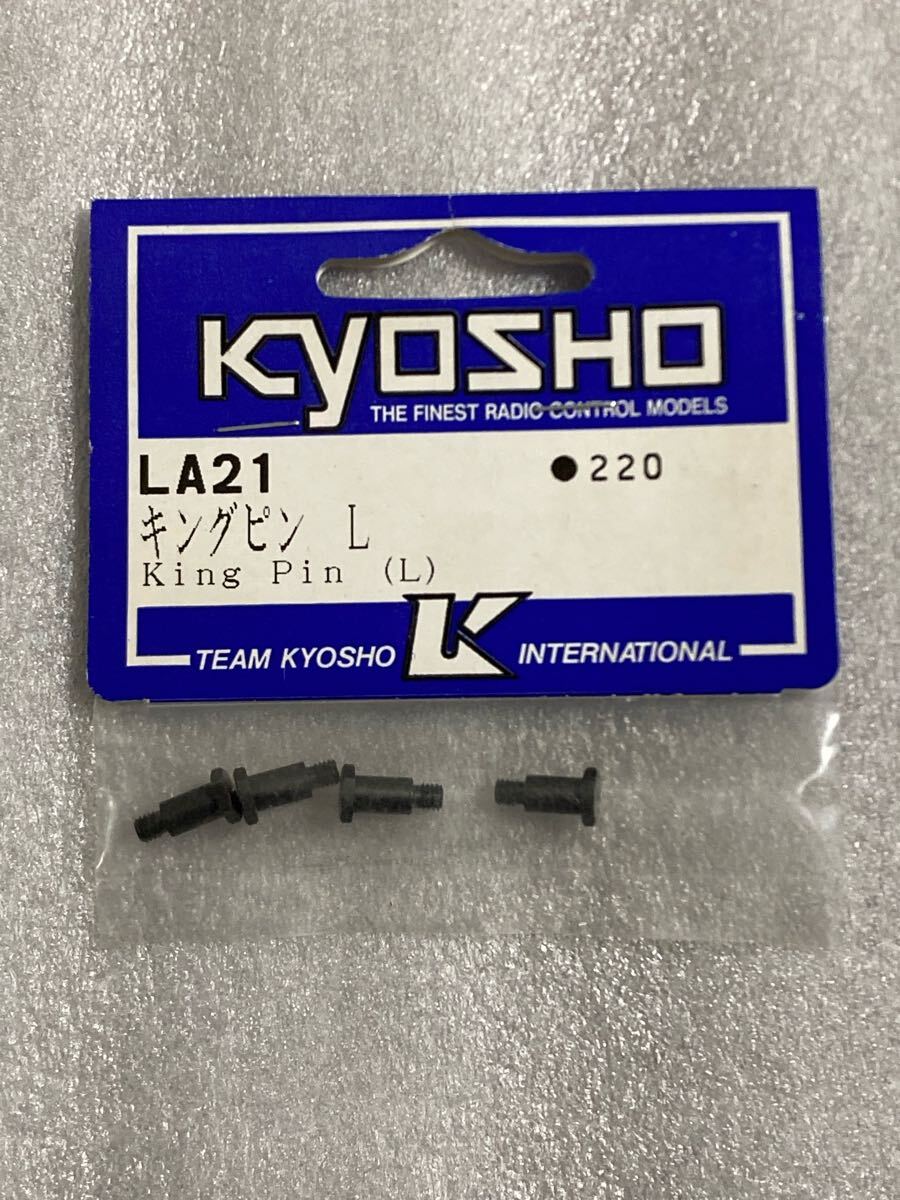 KYOSHO
THE FINEST RADIO CONTROL MODELS
LA21 ●220
キングピン L
King Pin (L)
TEAM KYOSHO K INTERNATIONAL